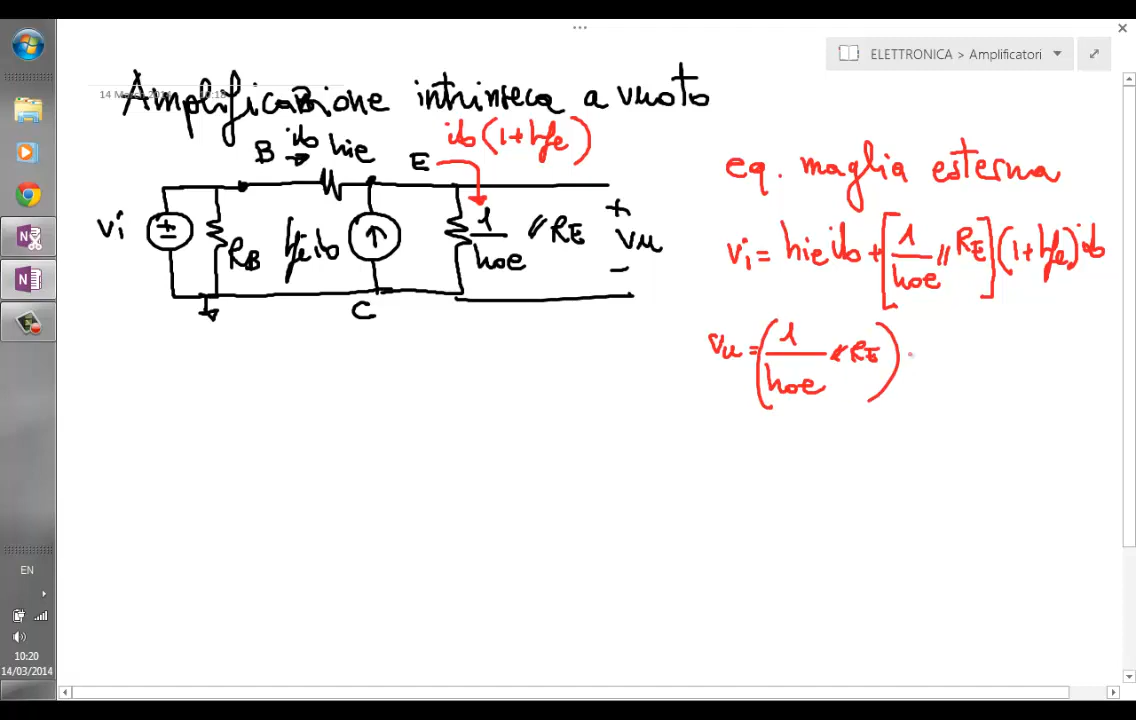 ELETTRONICA > Amplificatori
Amplificazione intrinseca a vuoto
ib(1+hfe)
B ib hie E
eq. maglia esterna
vi RB hfe ib 1/hoe // RE + vu −
C
vi = hie ib + [1/hoe // RE](1+hfe)ib
vu = (1/hoe // RE)
EN
10:20
14/03/2014